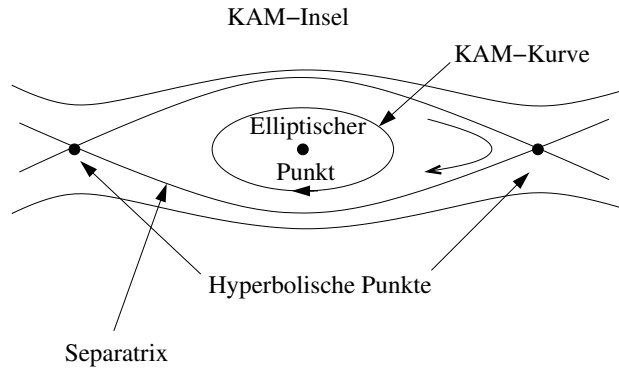 KAM−Insel
KAM−Kurve
Elliptischer
Punkt
Hyperbolische Punkte
Separatrix